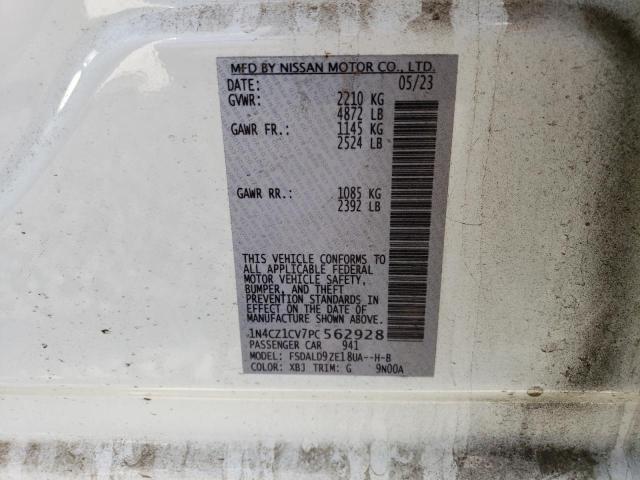 MFD BY NISSAN MOTOR CO., LTD.
DATE: 05/23
GVWR: 2210 KG
4872 LB
GAWR FR.: 1145 KG
2524 LB
GAWR RR.: 1085 KG
2392 LB
THIS VEHICLE CONFORMS TO
ALL APPLICABLE FEDERAL
MOTOR VEHICLE SAFETY,
BUMPER, AND THEFT
PREVENTION STANDARDS IN
EFFECT ON THE DATE OF
MANUFACTURE SHOWN ABOVE.
1N4CZ1CV7PC562928
PASSENGER CAR 941
MODEL: FSDALD9ZE18UA--H-B
COLOR: XBJ TRIM: G 9N00A